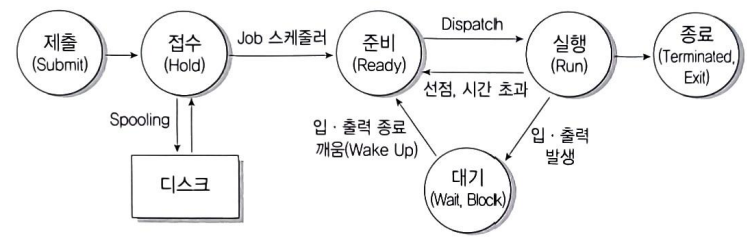 제출
(Submit)
접수
(Hold)
Job 스케줄러
준비
(Ready)
Dispatch
실행
(Run)
종료
(Terminated,
Exit)
선점, 시간 초과
Spooling
디스크
입·출력 종료
깨움(Wake Up)
입·출력
발생
대기
(Wait, Block)